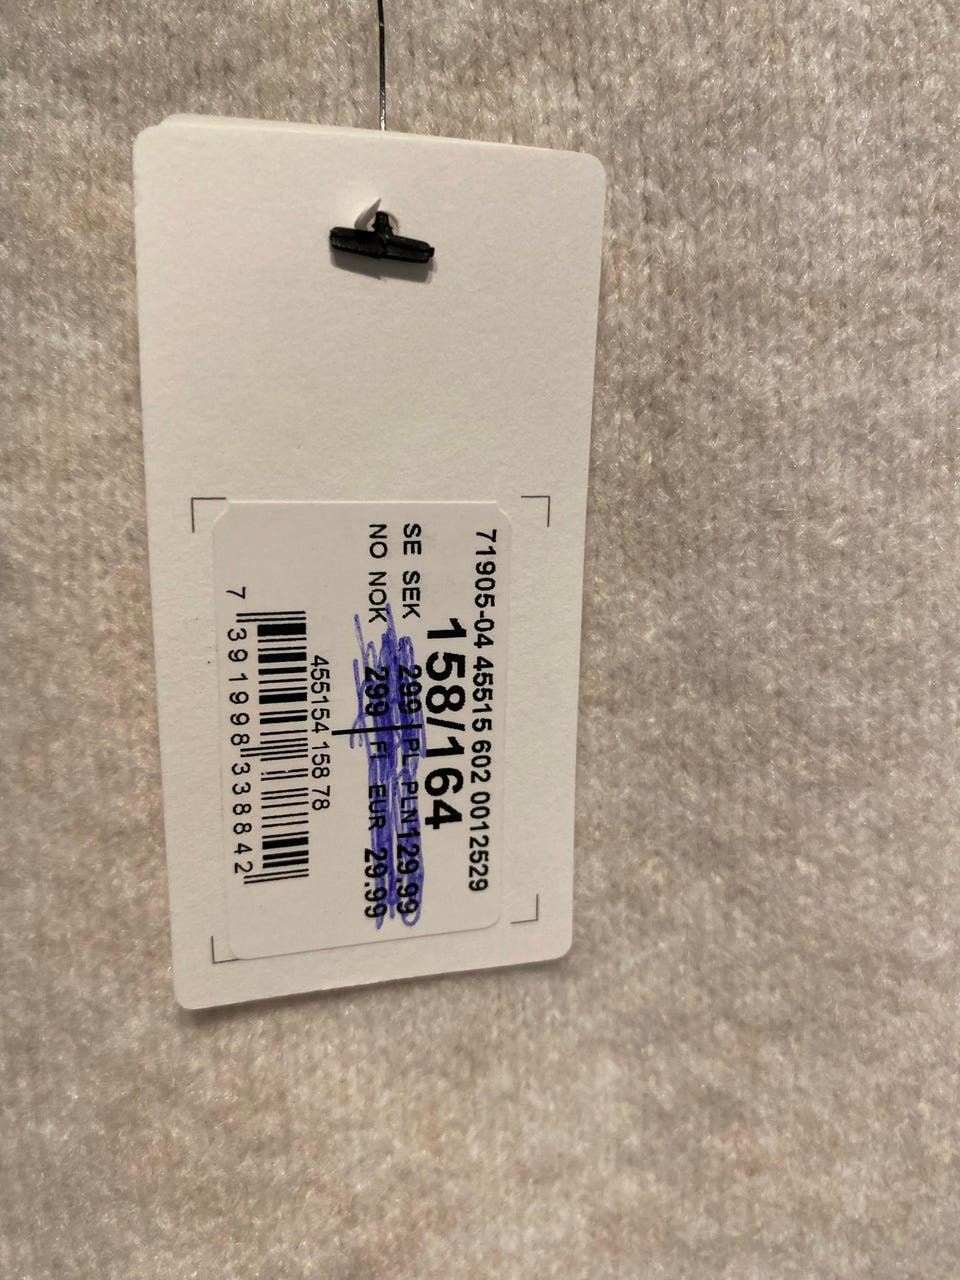 71905-04 45515 602 0012529
158/164
SE SEK 299 PL PLN 129.99
NO NOK 299 FI EUR 29.99
455154 158 78
7 391998 338842